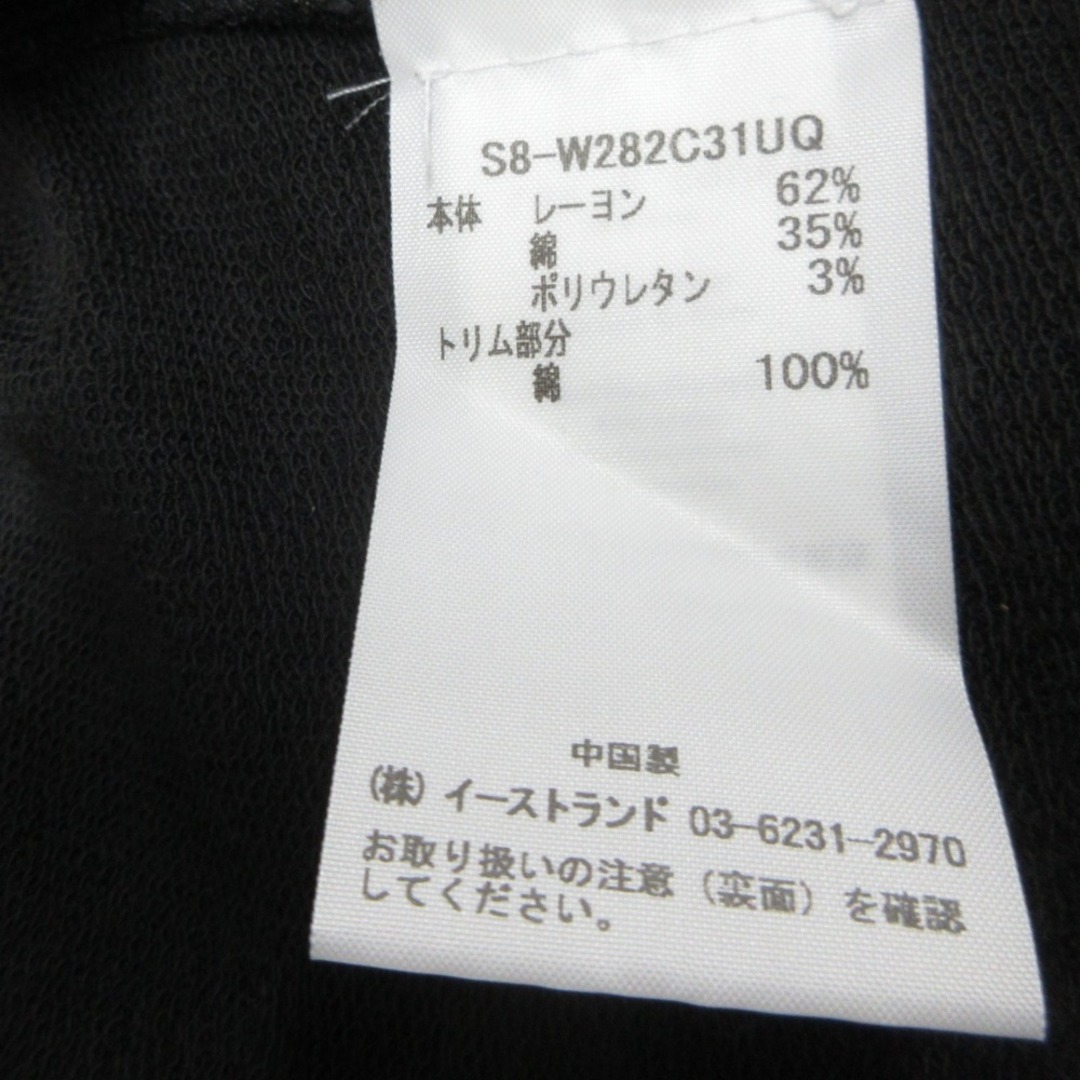 S8-W282C31UQ
本体 レーヨン 62%
綿 35%
ポリウレタン 3%
トリム部分
綿 100%
中国製
(株) イーストランド 03-6231-2970
お取り扱いの注意 (裏面) を確認
してください。